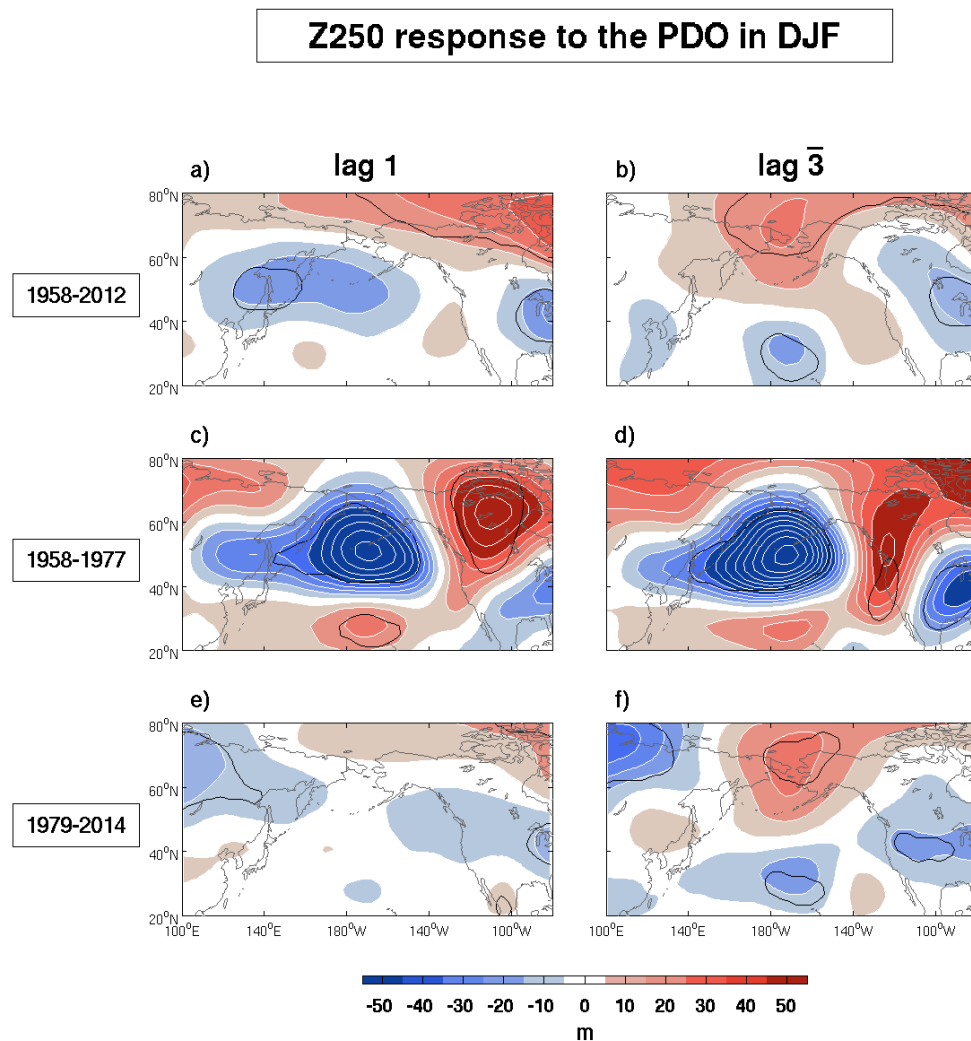 Z250 response to the PDO in DJF
a) lag 1
b) lag 3̅
80°N
60°N
40°N
20°N
1958-2012
c)
d)
80°N
60°N
40°N
20°N
1958-1977
e)
f)
80°N
60°N
40°N
20°N
1979-2014
100°E 140°E 180°W 140°W 100°W
100°E 140°E 180°W 140°W 100°W
-50 -40 -30 -20 -10 0 10 20 30 40 50
m